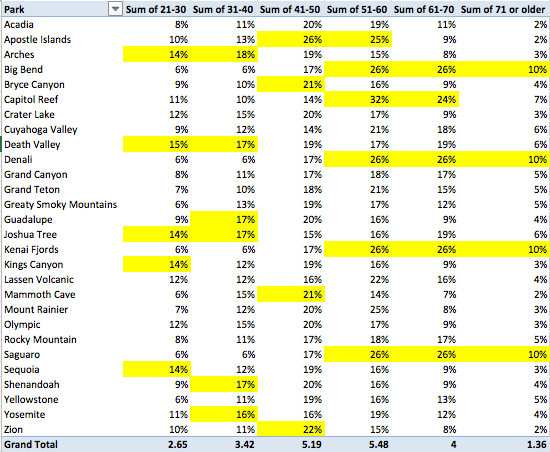 Park Sum of 21-30 Sum of 31-40 Sum of 41-50 Sum of 51-60 Sum of 61-70 Sum of 71 or older
Acadia 8% 11% 20% 19% 11% 2%
Apostle Islands 10% 13% 26% 25% 9% 2%
Arches 14% 18% 19% 15% 8% 3%
Big Bend 6% 6% 17% 26% 26% 10%
Bryce Canyon 9% 10% 21% 16% 9% 4%
Capitol Reef 11% 10% 14% 32% 24% 7%
Crater Lake 12% 15% 20% 17% 9% 3%
Cuyahoga Valley 9% 12% 14% 21% 18% 6%
Death Valley 15% 17% 19% 17% 19% 6%
Denali 6% 6% 17% 26% 26% 10%
Grand Canyon 8% 11% 17% 18% 17% 5%
Grand Teton 7% 10% 18% 21% 15% 5%
Greaty Smoky Mountains 6% 13% 19% 17% 12% 5%
Guadalupe 9% 17% 20% 16% 9% 4%
Joshua Tree 14% 17% 15% 16% 19% 6%
Kenai Fjords 6% 6% 17% 26% 26% 10%
Kings Canyon 14% 12% 19% 16% 9% 3%
Lassen Volcanic 12% 12% 16% 22% 16% 4%
Mammoth Cave 6% 15% 21% 14% 7% 2%
Mount Rainier 7% 12% 20% 25% 8% 3%
Olympic 12% 15% 20% 17% 9% 3%
Rocky Mountain 8% 11% 17% 18% 17% 5%
Saguaro 6% 6% 17% 26% 26% 10%
Sequoia 14% 12% 19% 16% 9% 3%
Shenandoah 9% 17% 20% 16% 9% 4%
Yellowstone 6% 11% 19% 16% 13% 5%
Yosemite 11% 16% 16% 19% 12% 4%
Zion 10% 11% 22% 15% 8% 2%
Grand Total 2.65 3.42 5.19 5.48 4 1.36